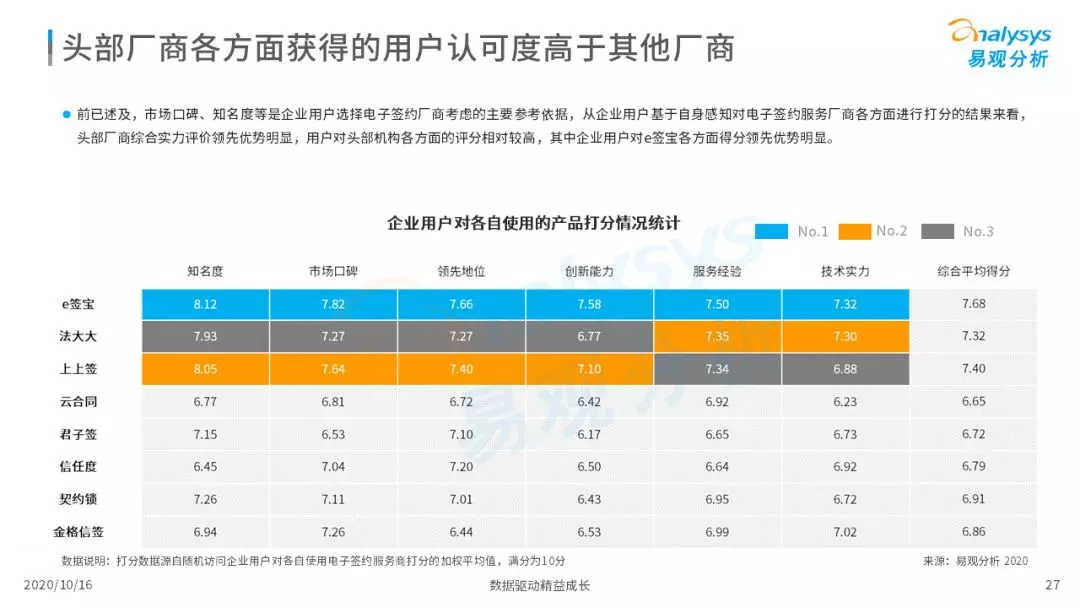 头部厂商各方面获得的用户认可度高于其他厂商
analysys
易观分析
前已述及，市场口碑、知名度等是企业用户选择电子签约厂商考虑的主要参考依据，从企业用户基于自身感知对电子签约服务厂商各方面进行打分的结果来看，
头部厂商综合实力评价领先优势明显，用户对头部机构各方面的评分相对较高，其中企业用户对e签宝各方面得分领先优势明显。
企业用户对各自使用的产品打分情况统计
No.1 No.2 No.3
知名度 市场口碑 领先地位 创新能力 服务经验 技术实力 综合平均得分
e签宝 8.12 7.82 7.66 7.58 7.50 7.32 7.68
法大大 7.93 7.27 7.27 6.77 7.35 7.30 7.32
上上签 8.05 7.64 7.40 7.10 7.34 6.88 7.40
云合同 6.77 6.81 6.72 6.42 6.92 6.23 6.65
君子签 7.15 6.53 7.10 6.17 6.65 6.73 6.72
信任度 6.45 7.04 7.20 6.50 6.64 6.92 6.79
契约锁 7.26 7.11 7.01 6.43 6.95 6.72 6.91
金格信签 6.94 7.26 6.44 6.53 6.99 7.02 6.86
analysys
易观分析
数据说明：打分数据源自随机访问企业用户对各自使用电子签约服务商打分的加权平均值，满分为10分
来源：易观分析 2020
2020/10/16 数据驱动精益成长 27